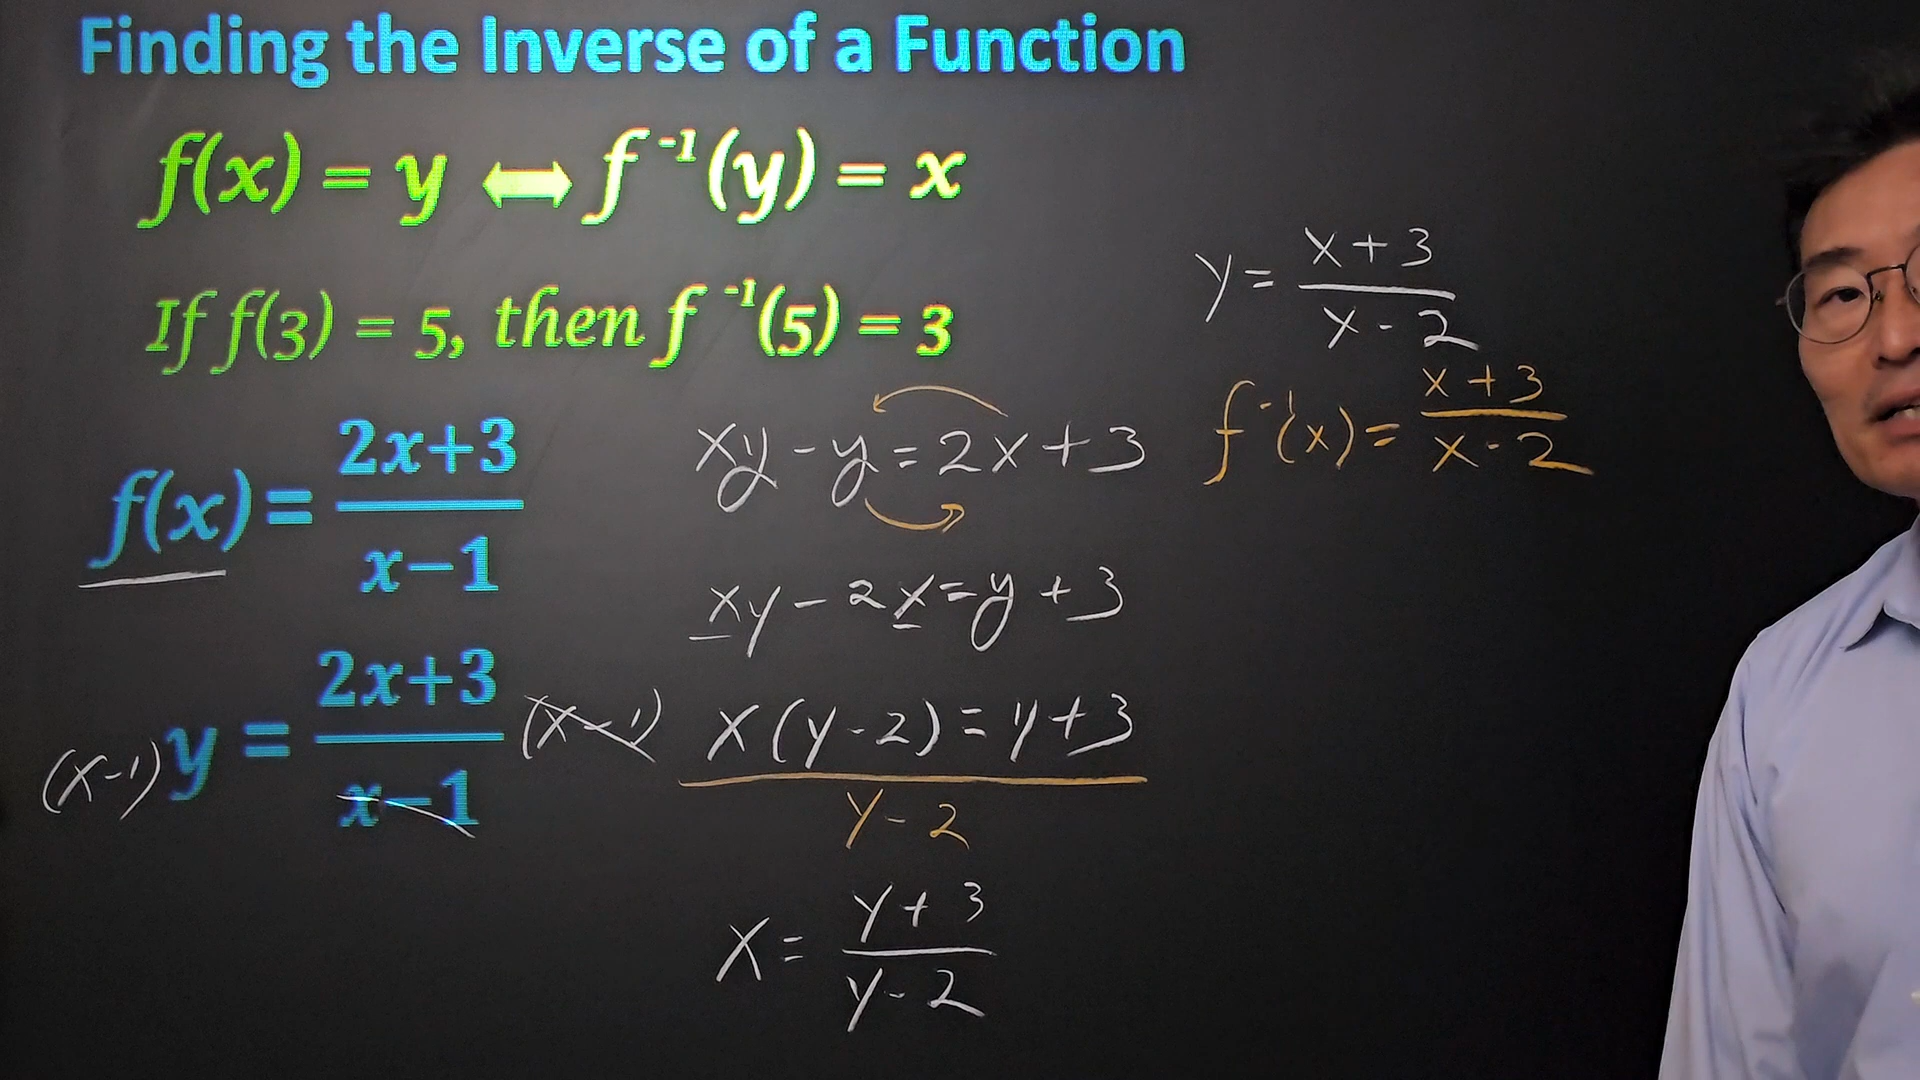 Finding the Inverse of a Function
f(x) = y ⟺ f⁻¹(y) = x
If f(3) = 5, then f⁻¹(5) = 3
f(x) = 2x+3
x−1
(x-1) y = 2x+3 (x-1)
x−1
xy - y = 2x + 3
xy - 2x = y + 3
x(y-2) = y+3
y-2
x = y+3
y-2
y = x+3
x-2
f⁻¹(x) = x+3
x-2